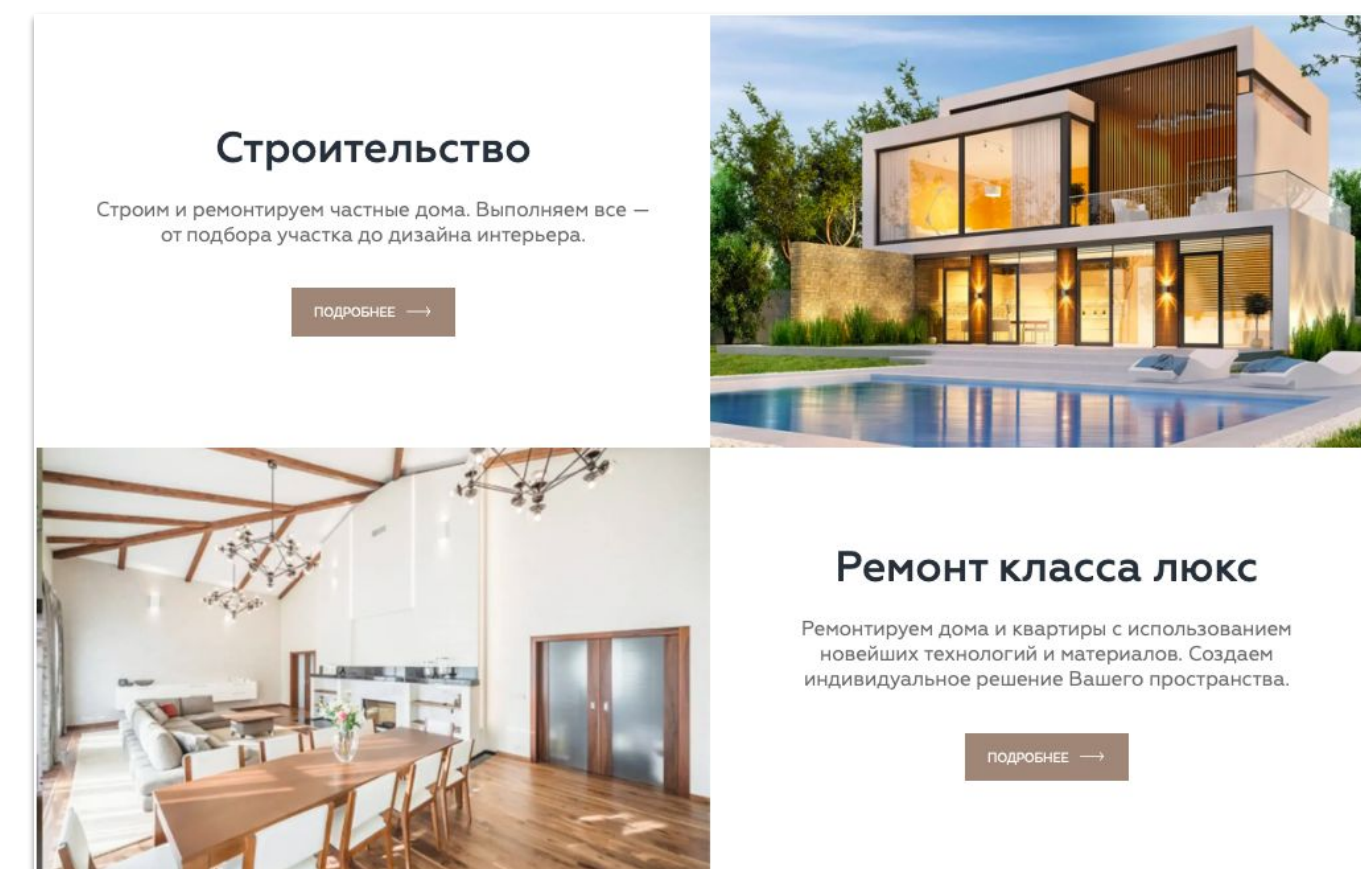 Строительство
Строим и ремонтируем частные дома. Выполняем все —
от подбора участка до дизайна интерьера.
ПОДРОБНЕЕ →
Ремонт класса люкс
Ремонтируем дома и квартиры с использованием
новейших технологий и материалов. Создаем
индивидуальное решение Вашего пространства.
ПОДРОБНЕЕ →